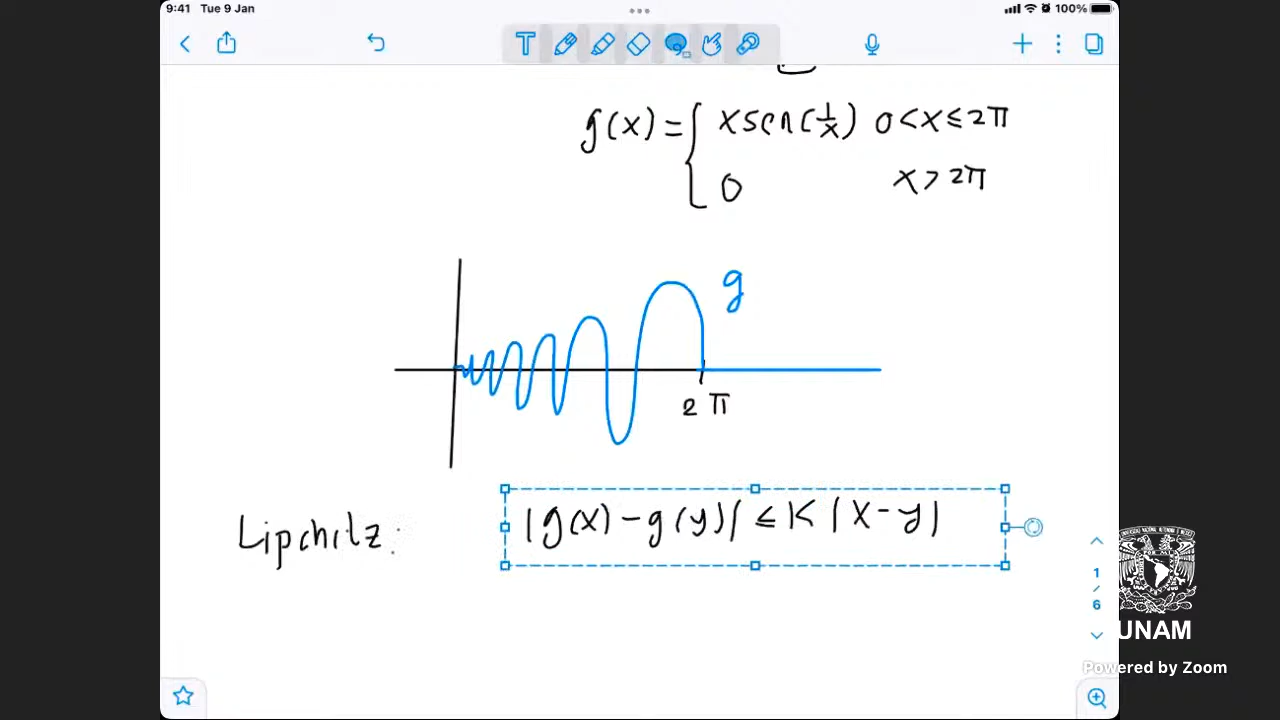 9:41 Tue 9 Jan
100%
g(x) = { x sen(1/x) 0 < x ≤ 2π
0 x > 2π
g
2 π
Lipchitz: |g(x) - g(y)| ≤ K |x - y|
1
/
6
UNAM
Powered by Zoom